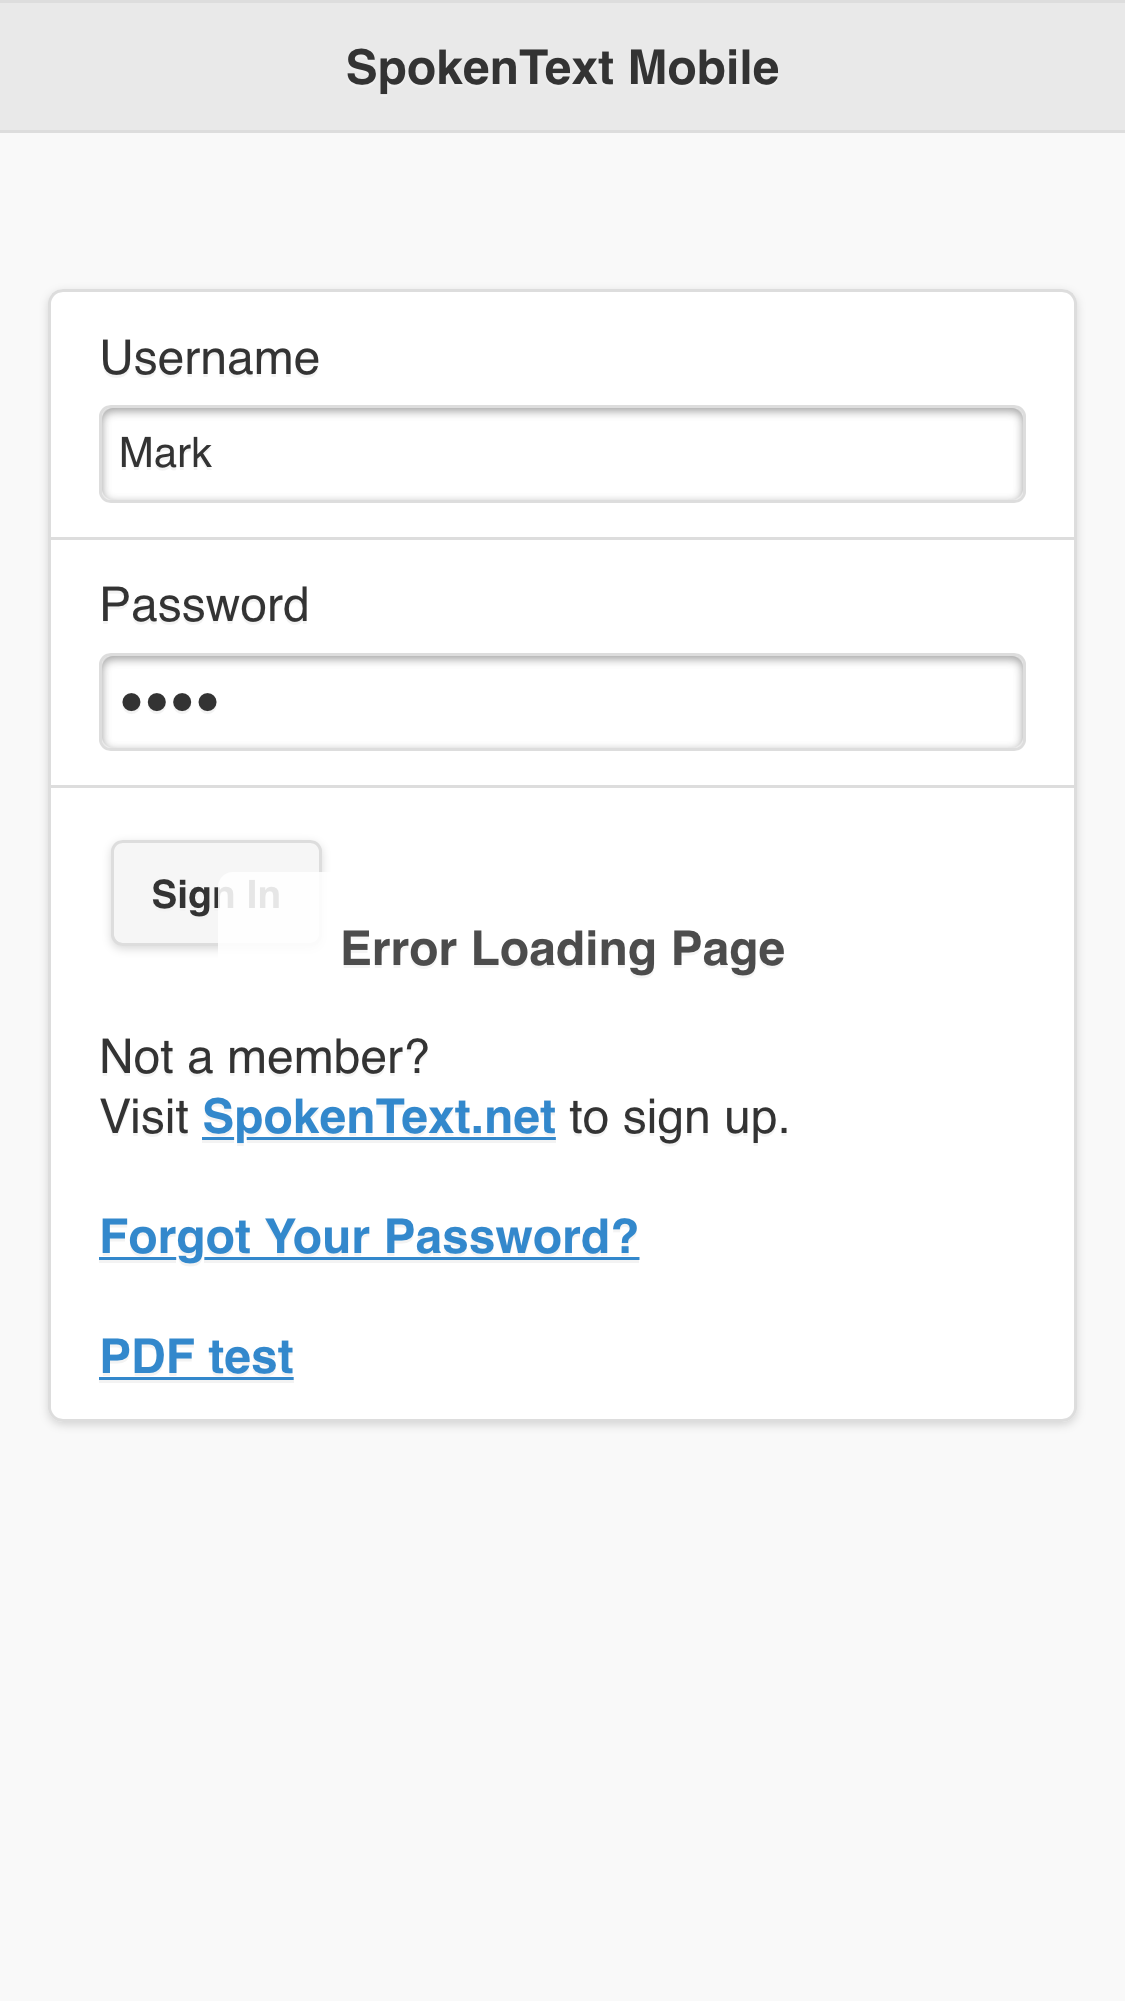 SpokenText Mobile
Username
Mark
Password
••••
Sign In
Error Loading Page
Not a member?
Visit SpokenText.net to sign up.
Forgot Your Password?
PDF test